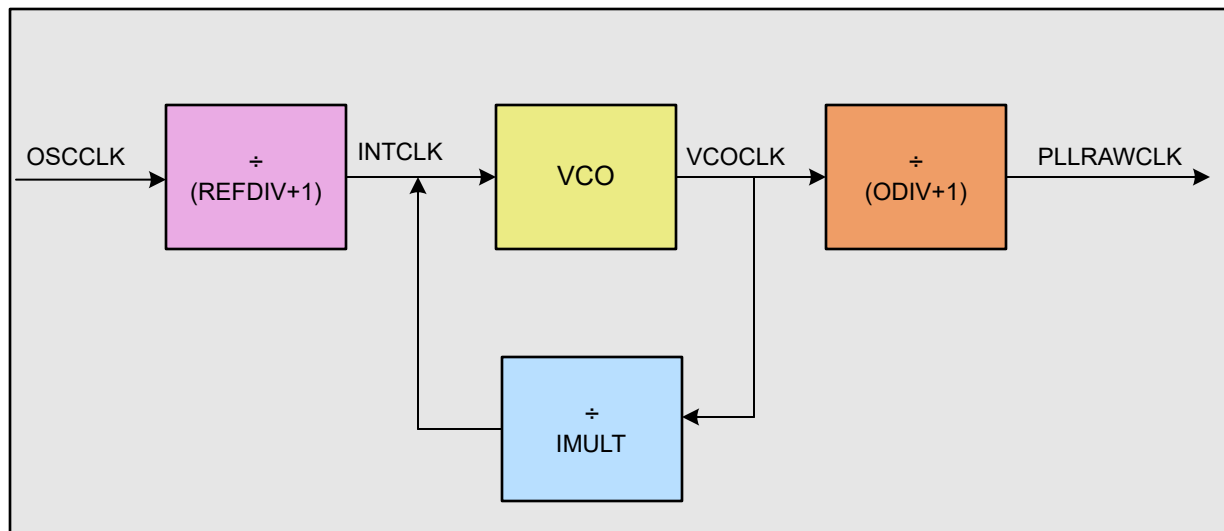 OSCCLK
÷
(REFDIV+1)
INTCLK
VCO
VCOCLK
÷
(ODIV+1)
PLLRAWCLK
÷
IMULT